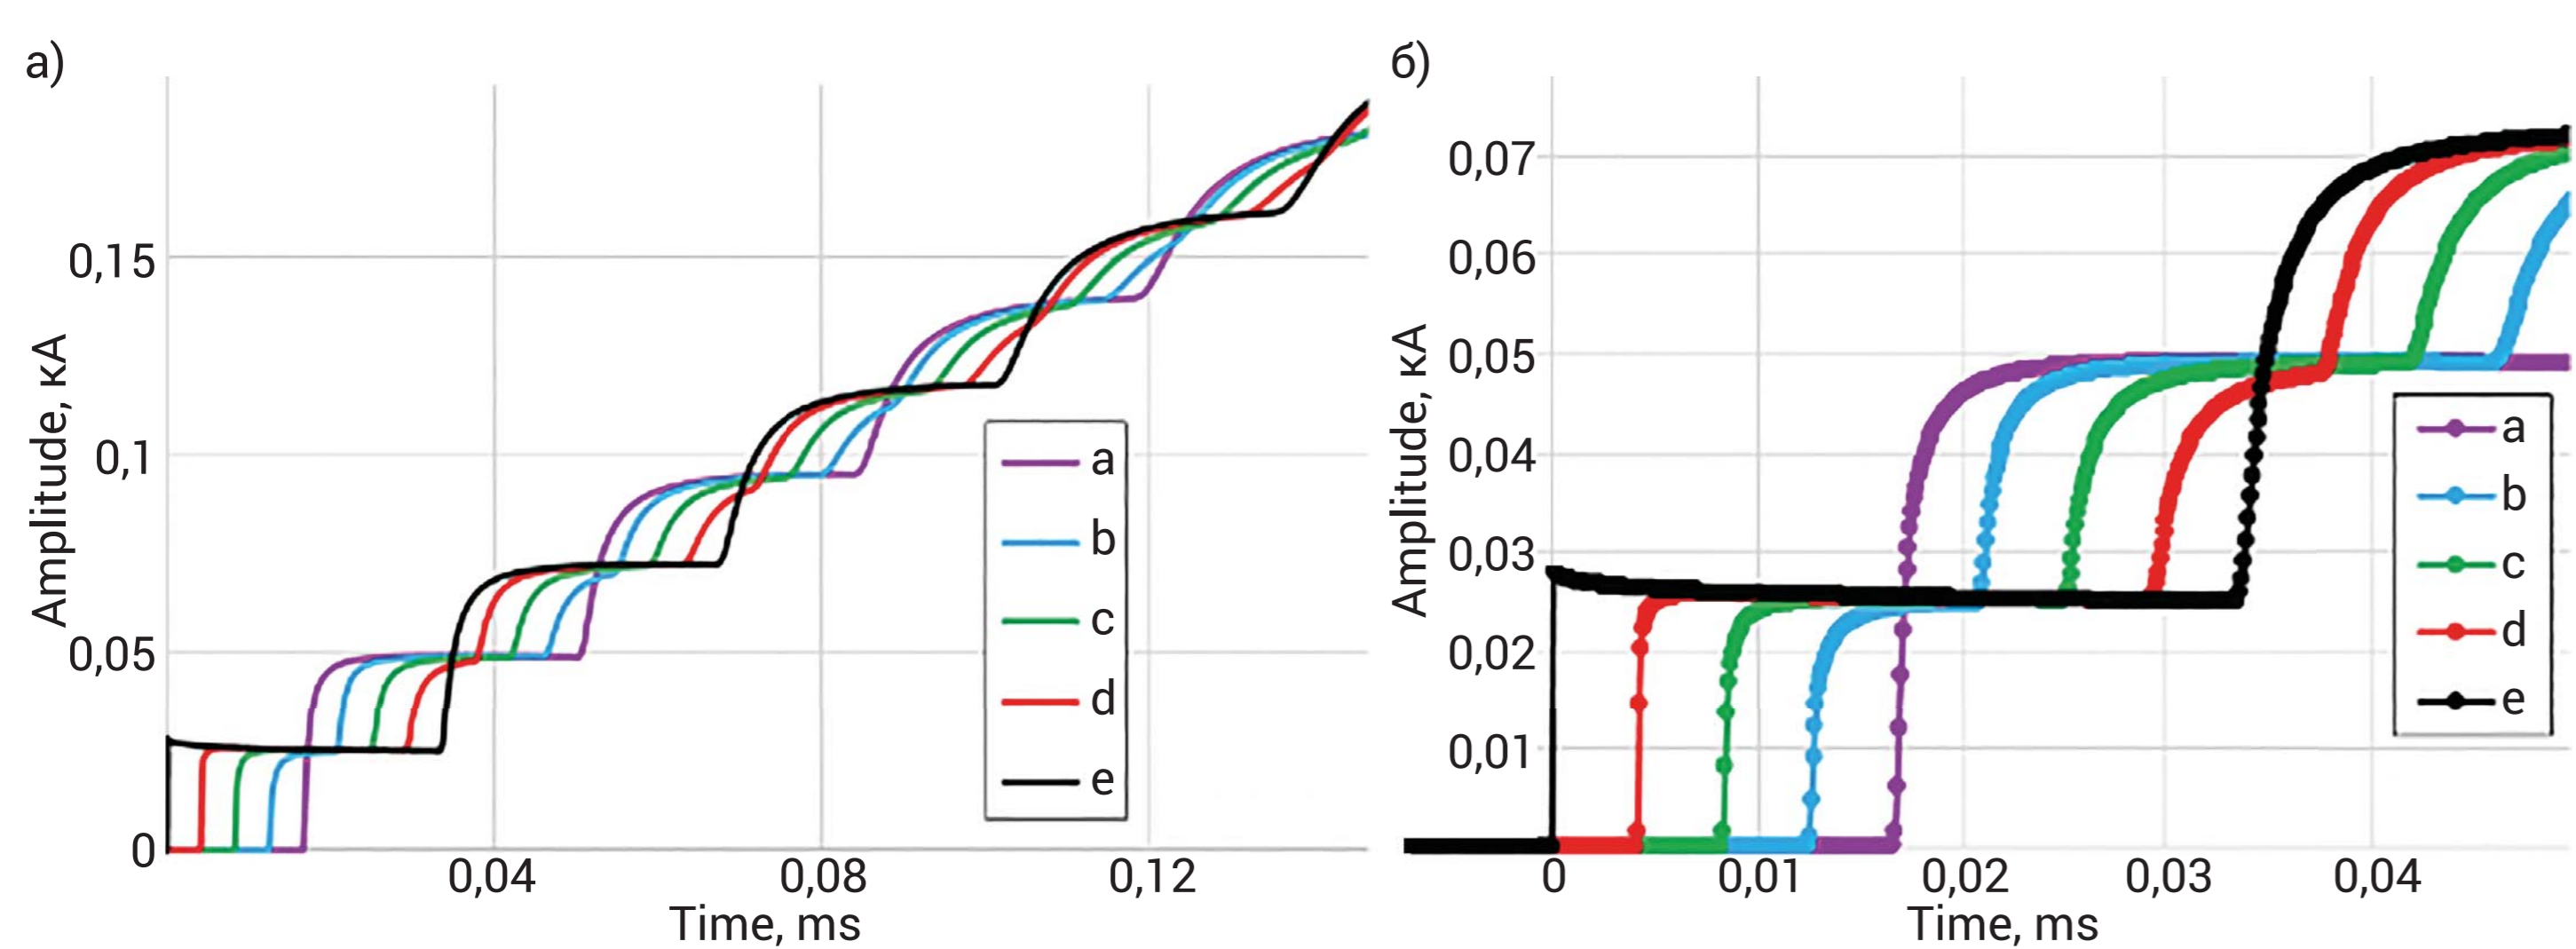 а)
Amplitude, кА
0,15
0,1
0,05
0
0,04
0,08
0,12
Time, ms
a
b
c
d
e
б)
Amplitude, кА
0,07
0,06
0,05
0,04
0,03
0,02
0,01
0
0,01
0,02
0,03
0,04
Time, ms
a
b
c
d
e